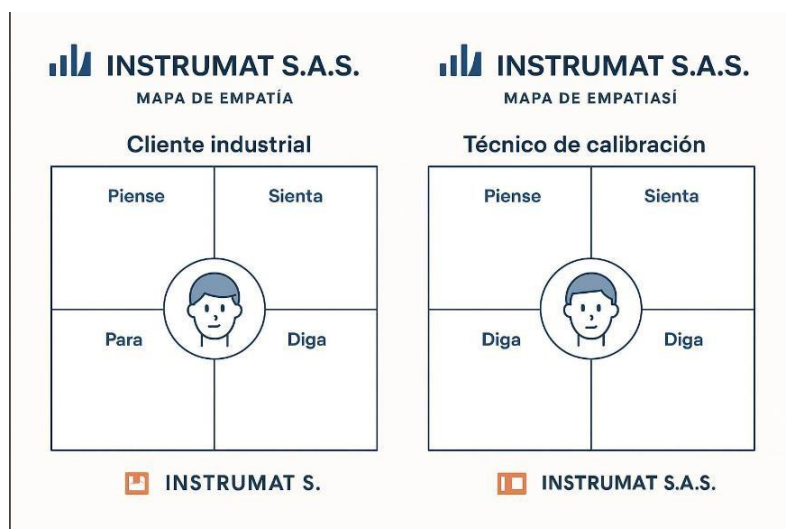 INSTRUMAT S.A.S.
MAPA DE EMPATÍA
Cliente industrial
Piense
Sienta
Para
Diga
INSTRUMAT S.
INSTRUMAT S.A.S.
MAPA DE EMPATIASÍ
Técnico de calibración
Piense
Sienta
Diga
Diga
INSTRUMAT S.A.S.